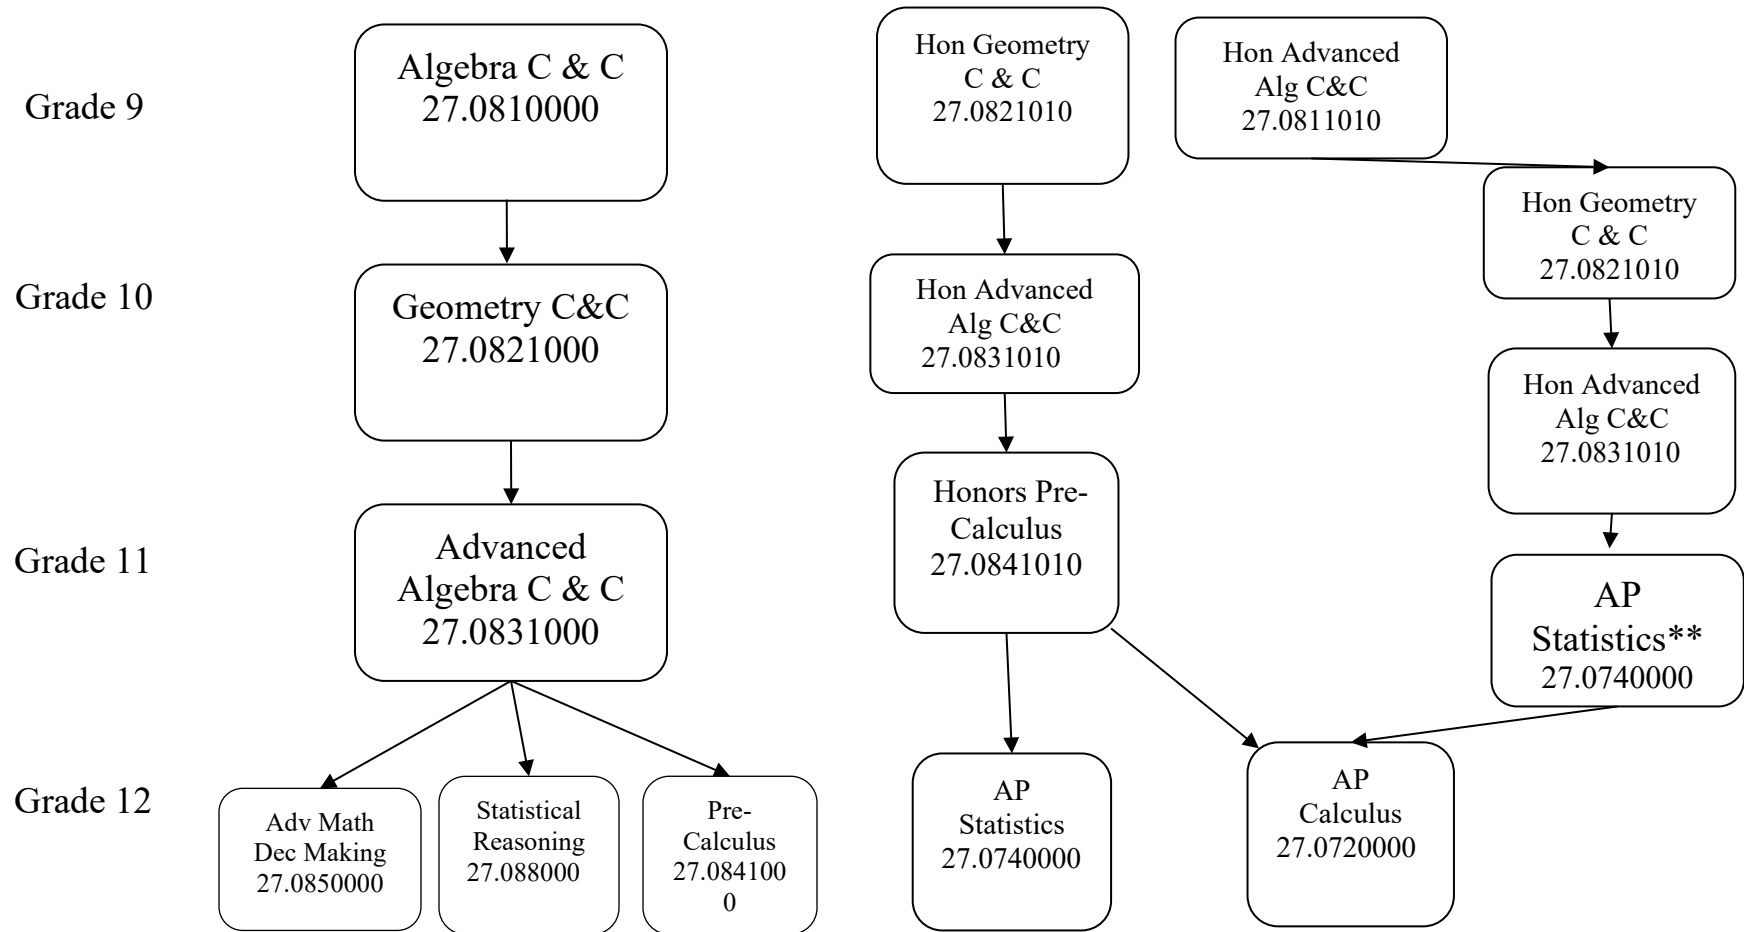 Grade 9
Algebra C & C
27.0810000
Hon Geometry
C & C
27.0821010
Hon Advanced
Alg C&C
27.0811010
Grade 10
Geometry C&C
27.0821000
Hon Advanced
Alg C&C
27.0831010
Hon Geometry
C & C
27.0821010
Hon Advanced
Alg C&C
27.0831010
Grade 11
Advanced
Algebra C & C
27.0831000
Honors Pre-
Calculus
27.0841010
AP
Statistics**
27.0740000
Grade 12
Adv Math
Dec Making
27.0850000
Statistical
Reasoning
27.088000
Pre-
Calculus
27.084100
0
AP
Statistics
27.0740000
AP
Calculus
27.0720000